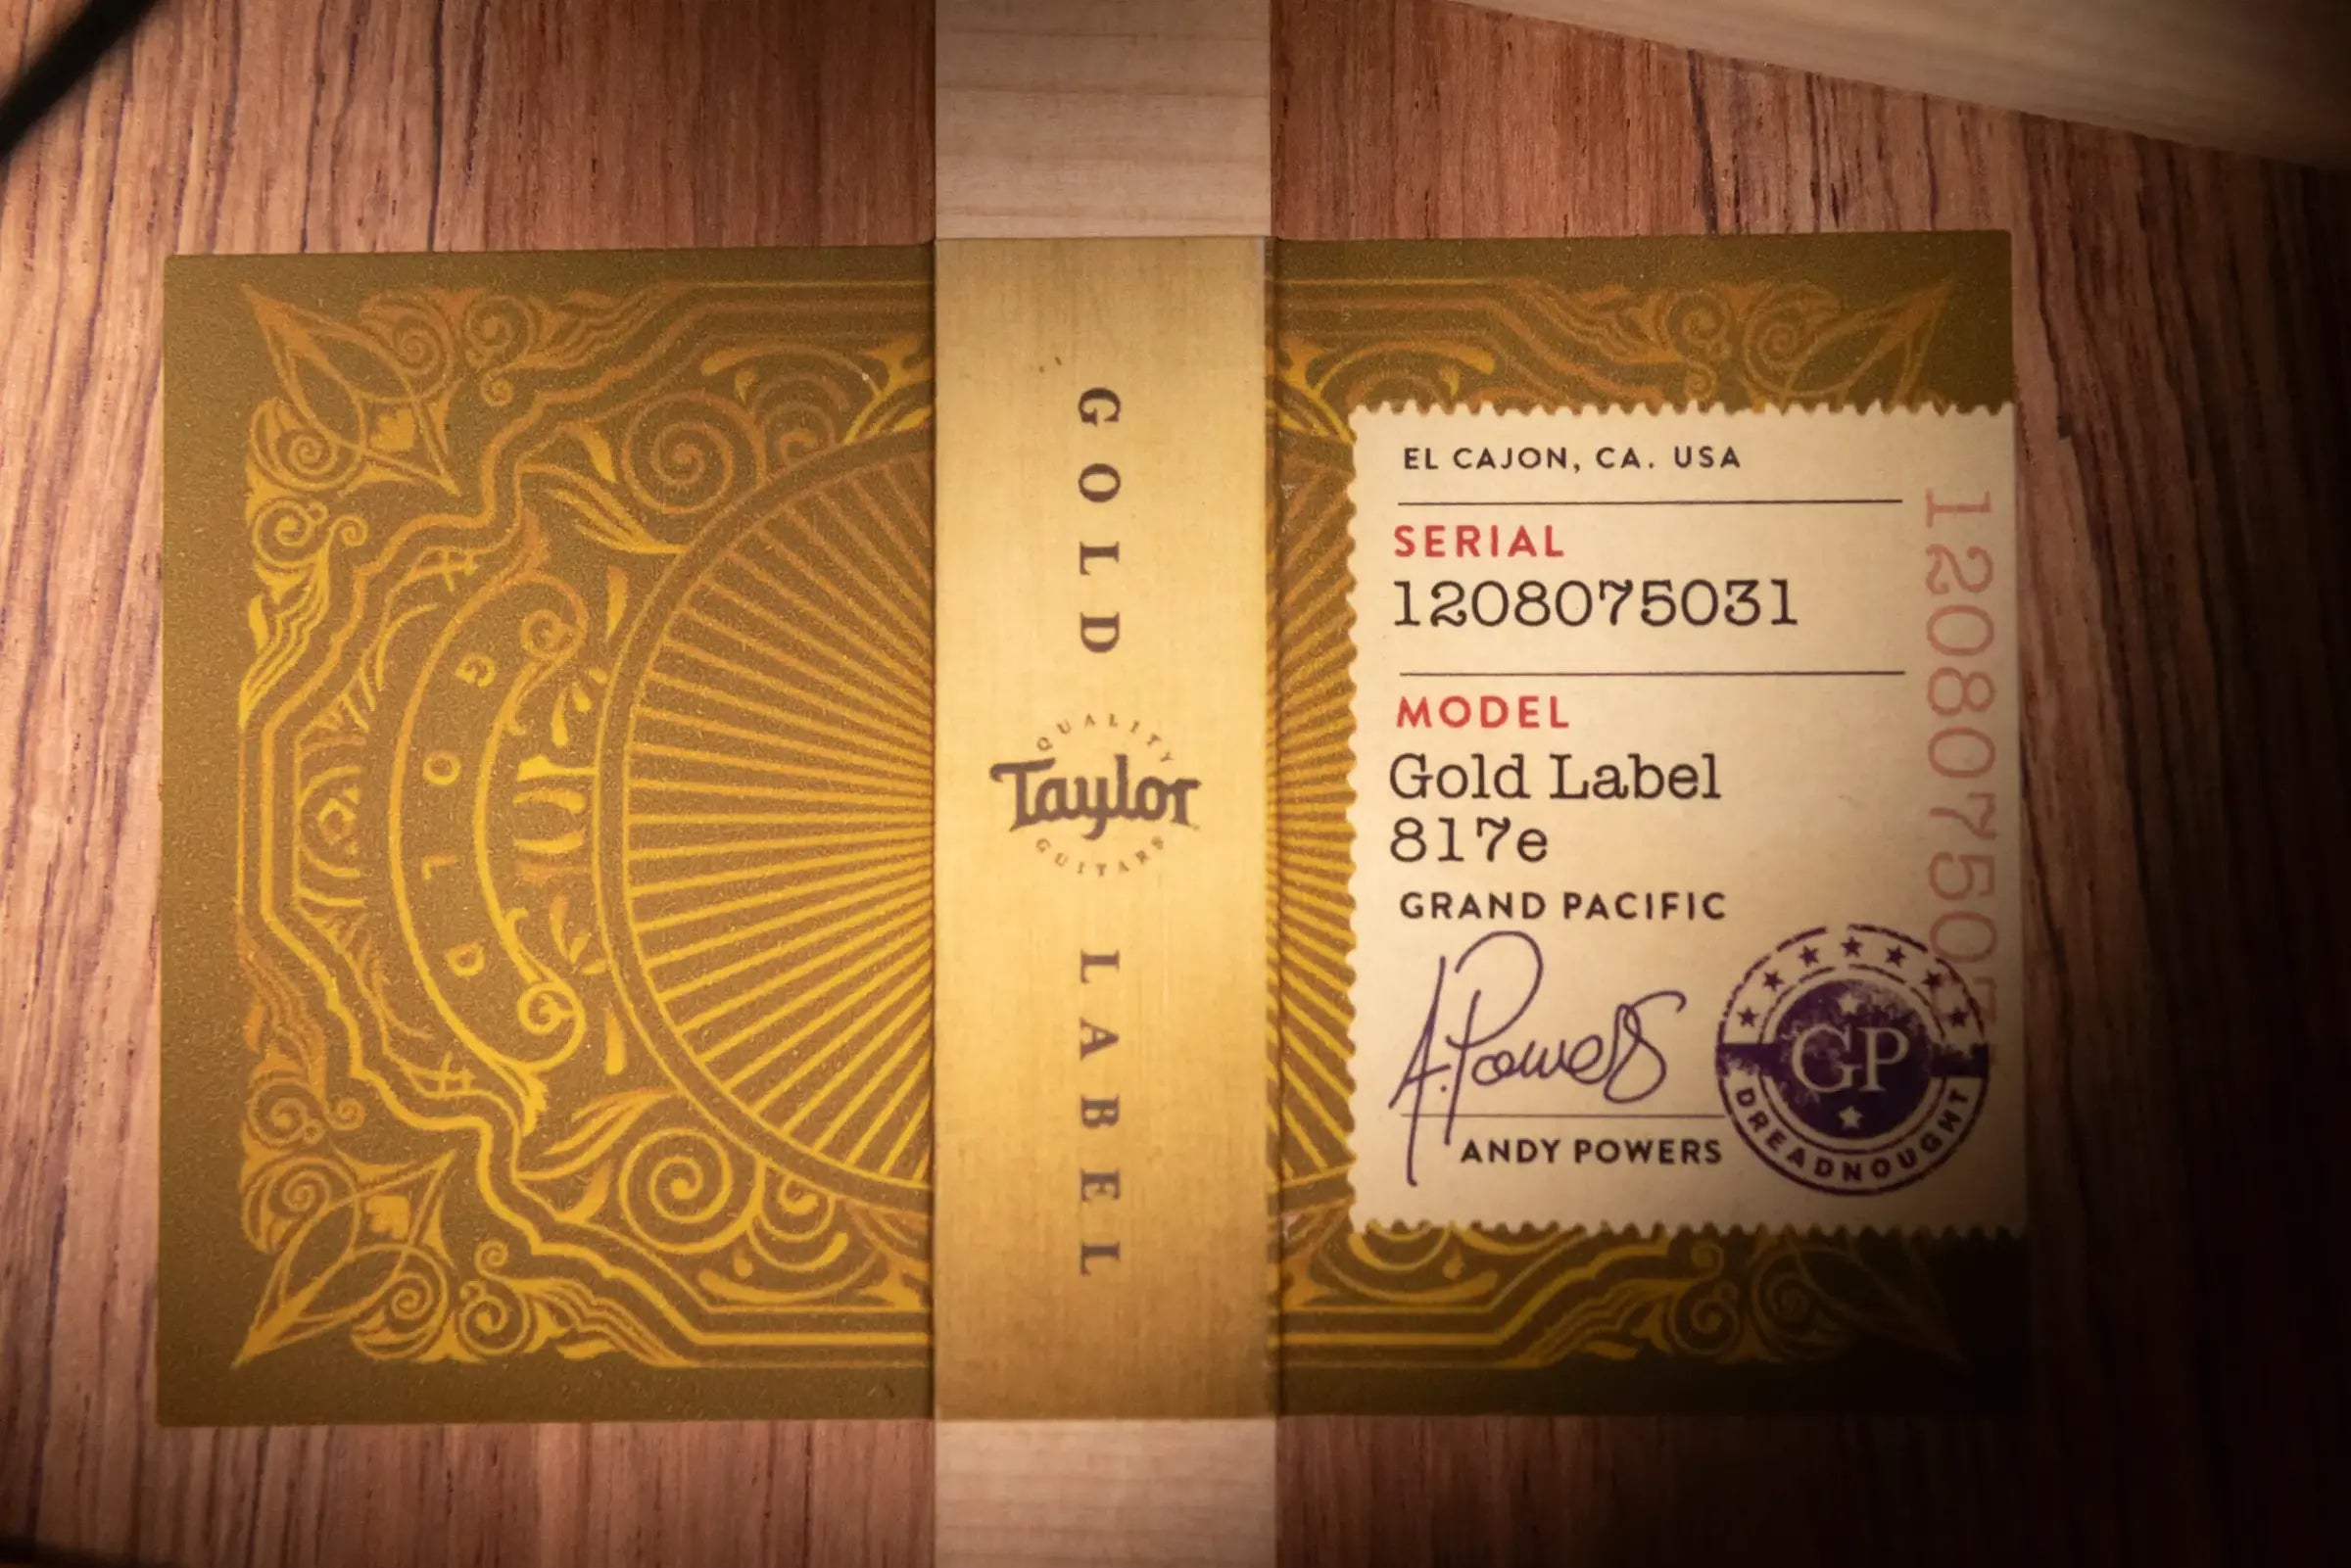 GOLD
GOLD
QUALITY
Taylor
GUITARS
LABEL
EL CAJON, CA. USA
SERIAL
1208075031
MODEL
Gold Label
817e
GRAND PACIFIC
A.Powers
ANDY POWERS
GP
DREADNOUGHT